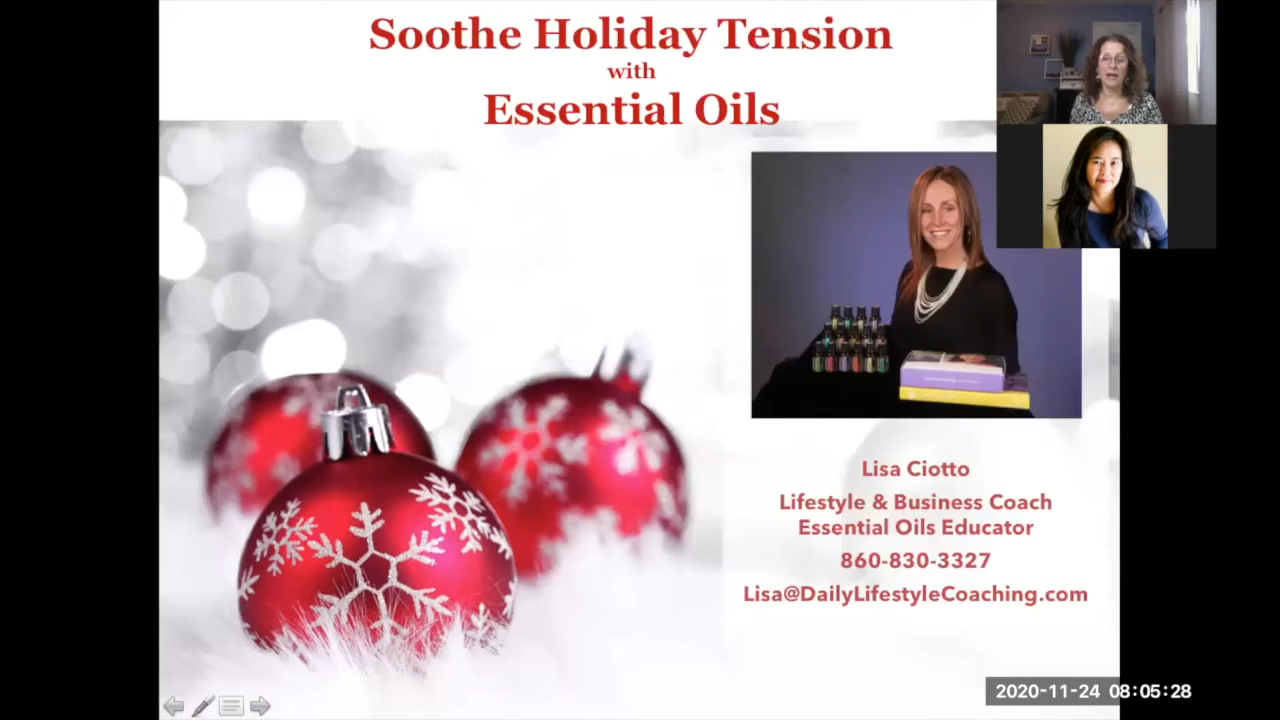 Soothe Holiday Tension
with
Essential Oils
Lisa Ciotto
Lifestyle & Business Coach
Essential Oils Educator
860-830-3327
Lisa@DailyLifestyleCoaching.com
2020-11-24 08:05:28